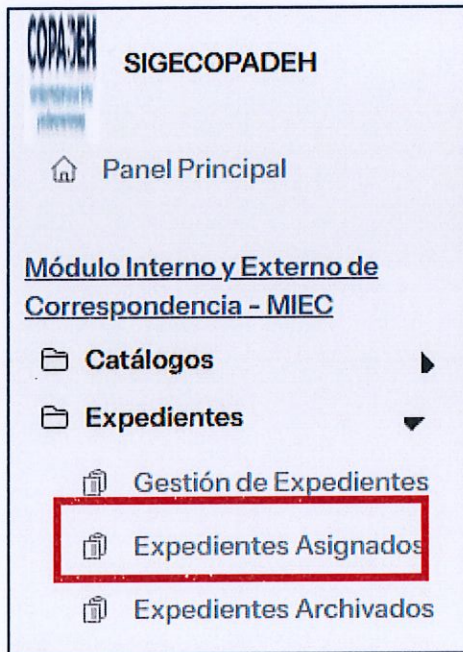 COPADEH
SIGECOPADEH
Panel Principal
Módulo Interno y Externo de
Correspondencia - MIEC
Catálogos
Expedientes
Gestión de Expedientes
Expedientes Asignados
Expedientes Archivados